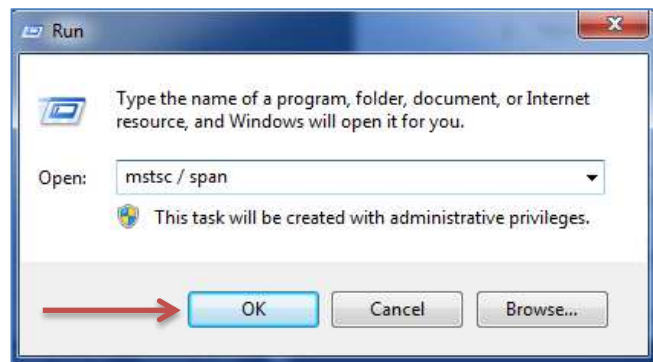 Run
Type the name of a program, folder, document, or Internet
resource, and Windows will open it for you.
Open: mstsc / span
This task will be created with administrative privileges.
OK Cancel Browse...